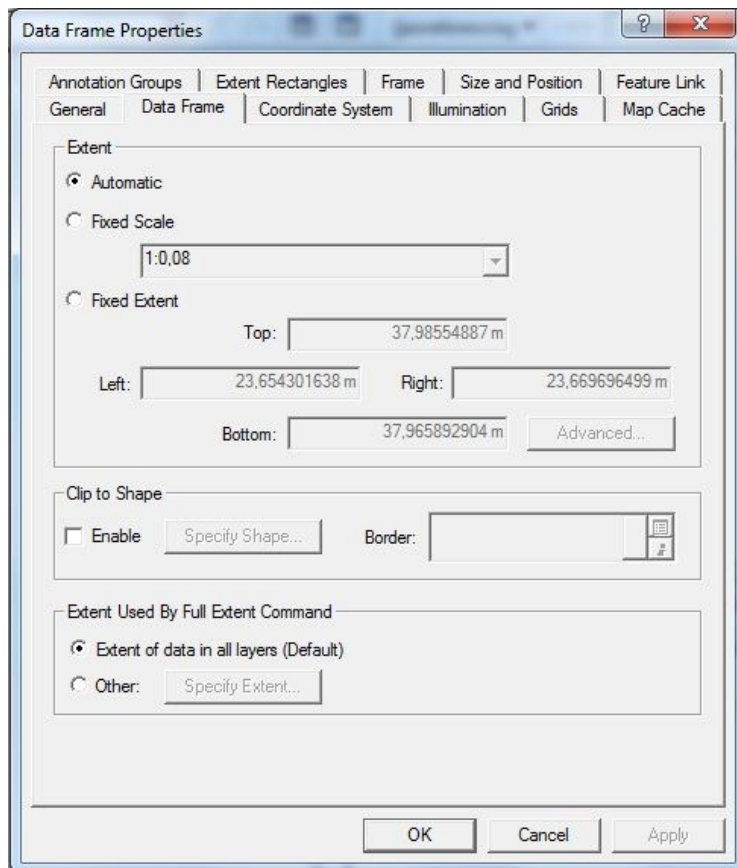 Data Frame Properties
Annotation Groups Extent Rectangles Frame Size and Position Feature Link
General Data Frame Coordinate System Illumination Grids Map Cache
Extent
Automatic
Fixed Scale
1:0,08
Fixed Extent
Top: 37,98554887 m
Left: 23,654301638 m Right: 23,669696499 m
Bottom: 37,965892904 m Advanced...
Clip to Shape
Enable Specify Shape... Border:
Extent Used By Full Extent Command
Extent of data in all layers (Default)
Other: Specify Extent...
OK Cancel Apply